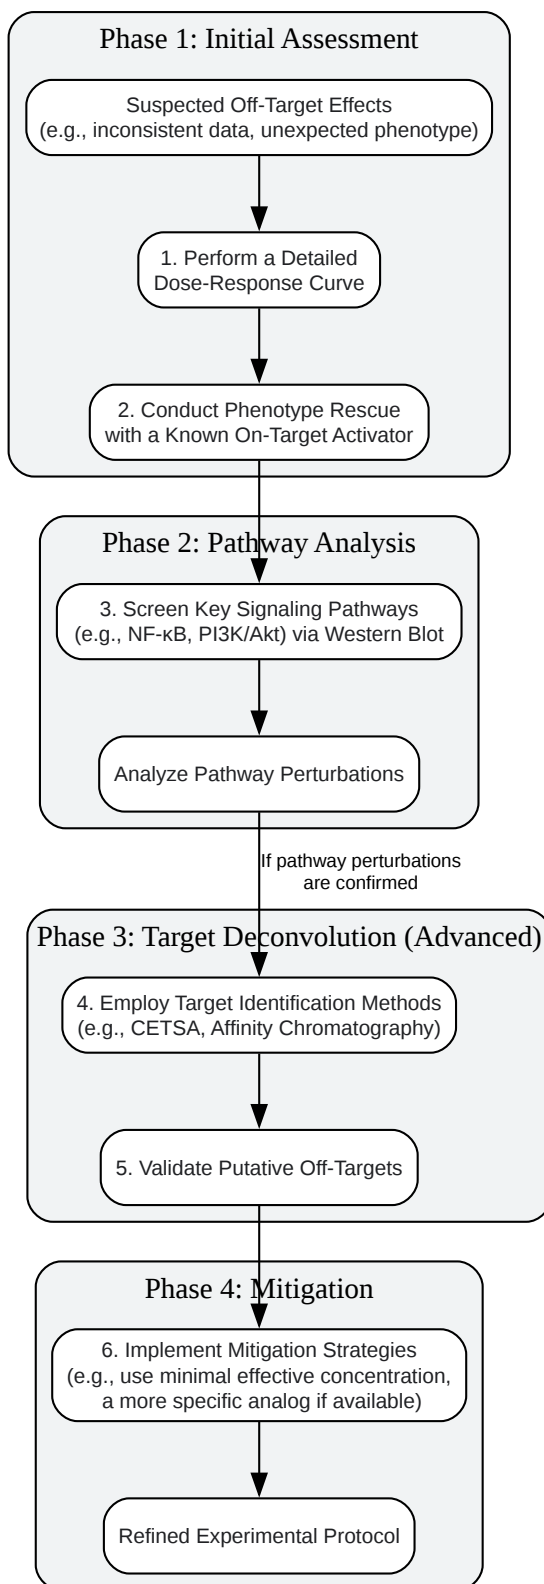 Phase 1: Initial Assessment
Suspected Off-Target Effects
(e.g., inconsistent data, unexpected phenotype)
1. Perform a Detailed
Dose-Response Curve
2. Conduct Phenotype Rescue
with a Known On-Target Activator
Phase 2: Pathway Analysis
3. Screen Key Signaling Pathways
(e.g., NF-κB, PI3K/Akt) via Western Blot
Analyze Pathway Perturbations
If pathway perturbations
are confirmed
Phase 3: Target Deconvolution (Advanced)
4. Employ Target Identification Methods
(e.g., CETSA, Affinity Chromatography)
5. Validate Putative Off-Targets
Phase 4: Mitigation
6. Implement Mitigation Strategies
(e.g., use minimal effective concentration,
a more specific analog if available)
Refined Experimental Protocol